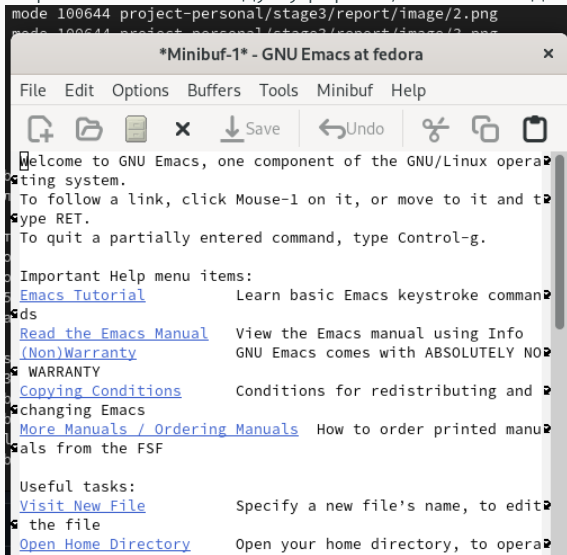 mode 100644 project-personal/stage3/report/image/2.png
*Minibuf-1* - GNU Emacs at fedora
File Edit Options Buffers Tools Minibuf Help
Save Undo
Welcome to GNU Emacs, one component of the GNU/Linux opera
ting system.
To follow a link, click Mouse-1 on it, or move to it and t
ype RET.
To quit a partially entered command, type Control-g.
Important Help menu items:
Emacs Tutorial Learn basic Emacs keystroke comman
ds
Read the Emacs Manual View the Emacs manual using Info
(Non)Warranty GNU Emacs comes with ABSOLUTELY NO
WARRANTY
Copying Conditions Conditions for redistributing and
changing Emacs
More Manuals / Ordering Manuals How to order printed manu
als from the FSF
Useful tasks:
Visit New File Specify a new file’s name, to edit
the file
Open Home Directory Open your home directory, to opera